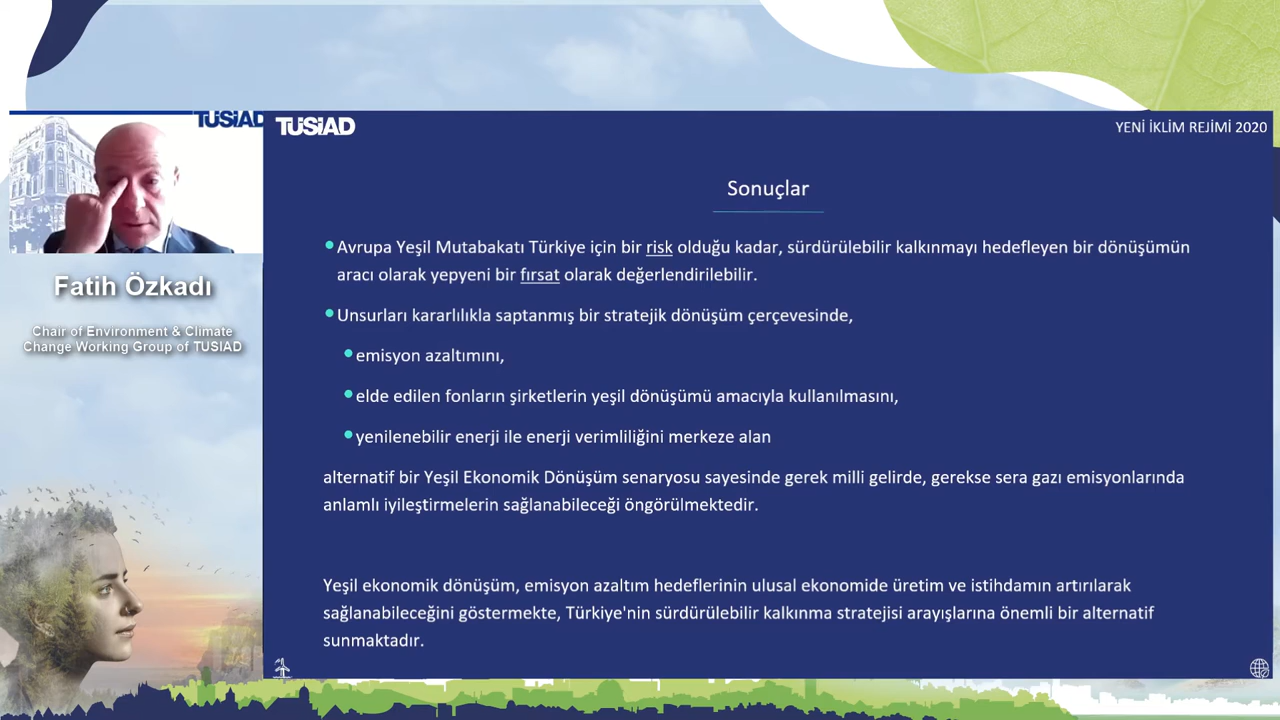 TUSİAD
TUSİAD
YENİ İKLİM REJİMİ 2020
Sonuçlar
Avrupa Yeşil Mutabakatı Türkiye için bir risk olduğu kadar, sürdürülebilir kalkınmayı hedefleyen bir dönüşümün
aracı olarak yepyeni bir fırsat olarak değerlendirilebilir.
Unsurları kararlılıkla saptanmış bir stratejik dönüşüm çerçevesinde,
emisyon azaltımını,
elde edilen fonların şirketlerin yeşil dönüşümü amacıyla kullanılmasını,
yenilenebilir enerji ile enerji verimliliğini merkeze alan
alternatif bir Yeşil Ekonomik Dönüşüm senaryosu sayesinde gerek milli gelirde, gerekse sera gazı emisyonlarında
anlamlı iyileştirmelerin sağlanabileceği öngörülmektedir.
Yeşil ekonomik dönüşüm, emisyon azaltım hedeflerinin ulusal ekonomide üretim ve istihdamın artırılarak
sağlanabileceğini göstermekte, Türkiye'nin sürdürülebilir kalkınma stratejisi arayışlarına önemli bir alternatif
sunmaktadır.
Fatih Özkadı
Chair of Environment & Climate
Change Working Group of TUSIAD